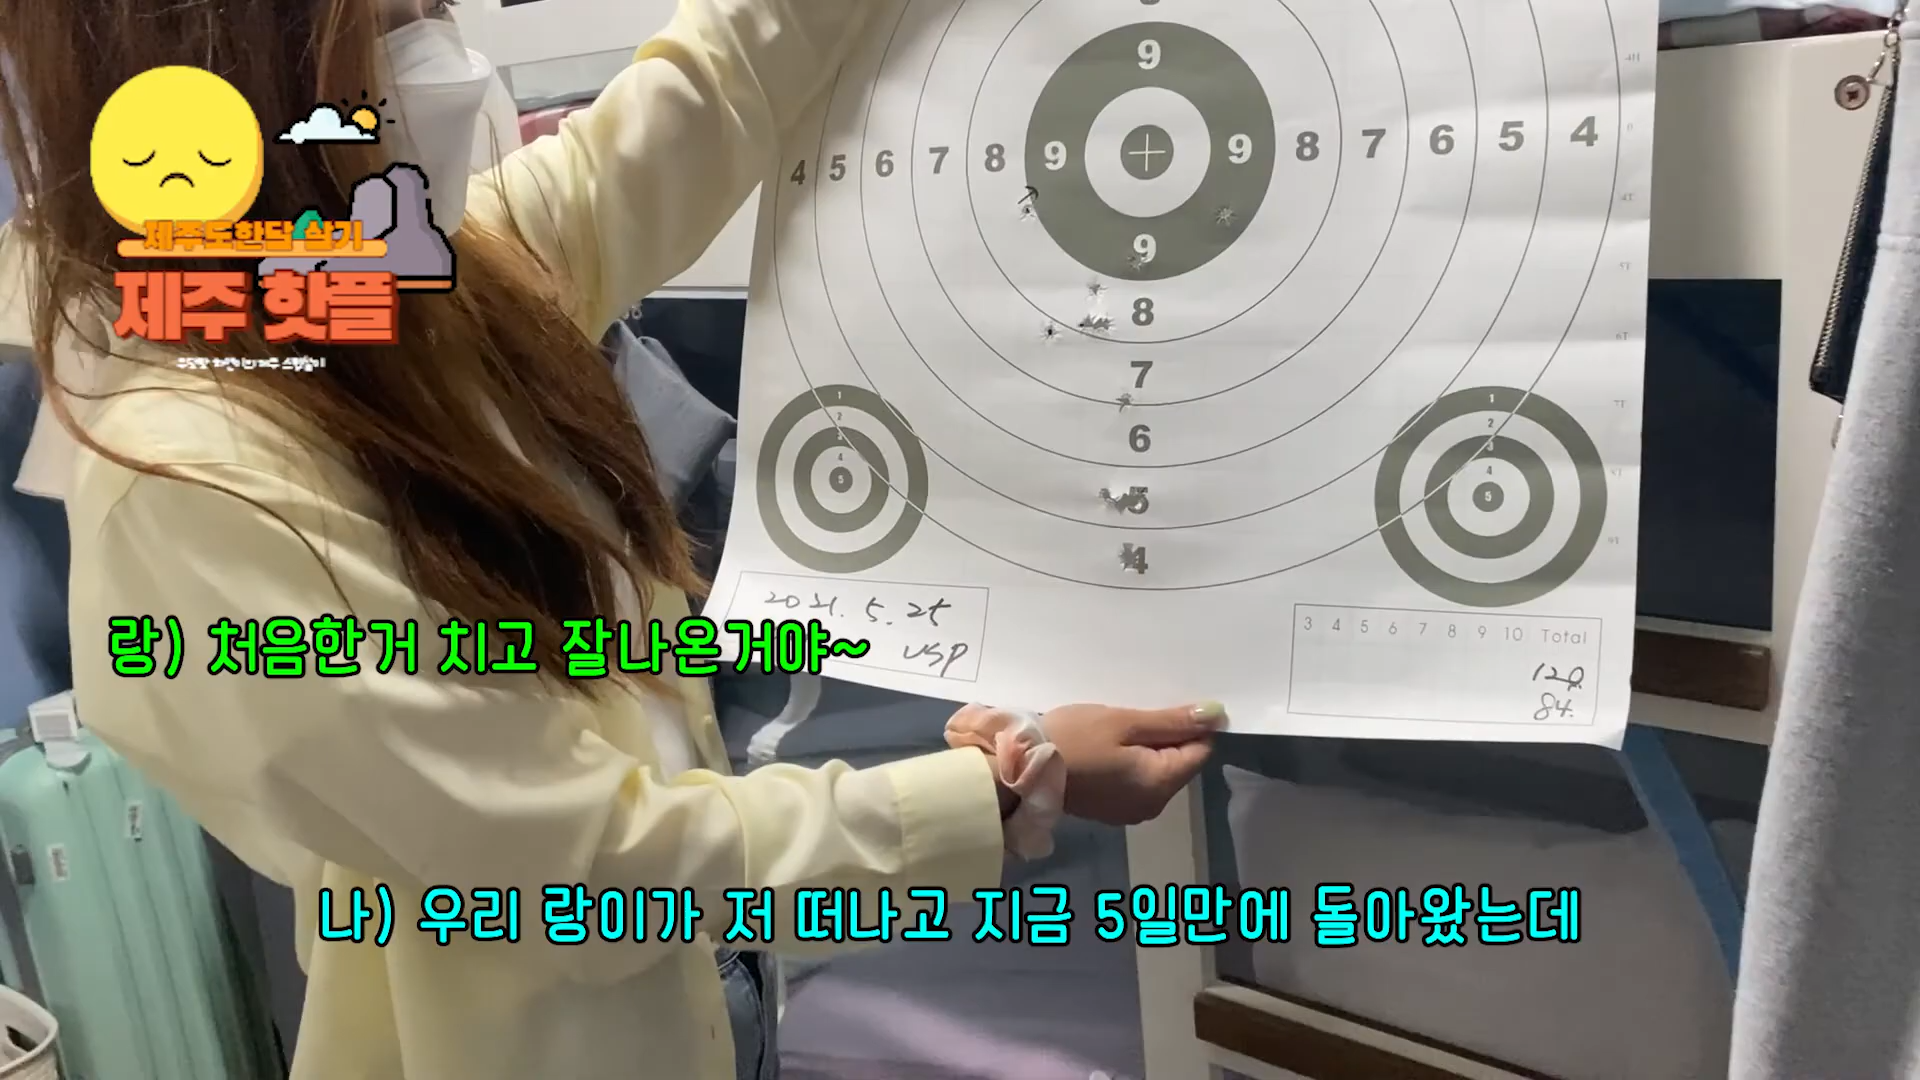 제주도한달 살기
제주 핫플
9
9 9
4 5 6 7 8 8 7 6 5 4
9
8
7
6
5
4
1
2
3
4
5
1
2
3
4
5
2021. 5. 25
USP
3 4 5 6 7 8 9 10 Total
120.
84.
랑) 처음한거 치고 잘나온거야~
나) 우리 랑이가 저 떠나고 지금 5일만에 돌아왔는데